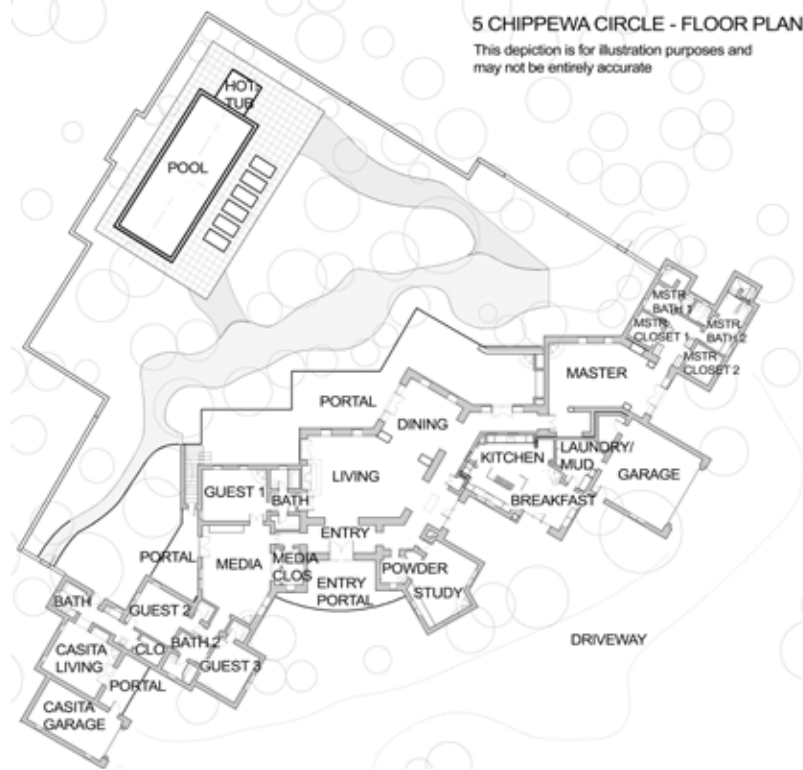 5 CHIPPEWA CIRCLE - FLOOR PLAN
This depiction is for illustration purposes and
may not be entirely accurate
HOT
TUB
POOL
MSTR
BATH 1
MSTR
CLOSET 1
MSTR
BATH 2
MSTR
CLOSET 2
MASTER
PORTAL
DINING
KITCHEN
LAUNDRY/
MUD
GARAGE
LIVING
GUEST 1
BATH
BREAKFAST
ENTRY
PORTAL
MEDIA
MEDIA
CLOS
POWDER
STUDY
ENTRY
PORTAL
BATH
GUEST 2
BATH 2
CLO
GUEST 3
DRIVEWAY
CASITA
LIVING
PORTAL
CASITA
GARAGE